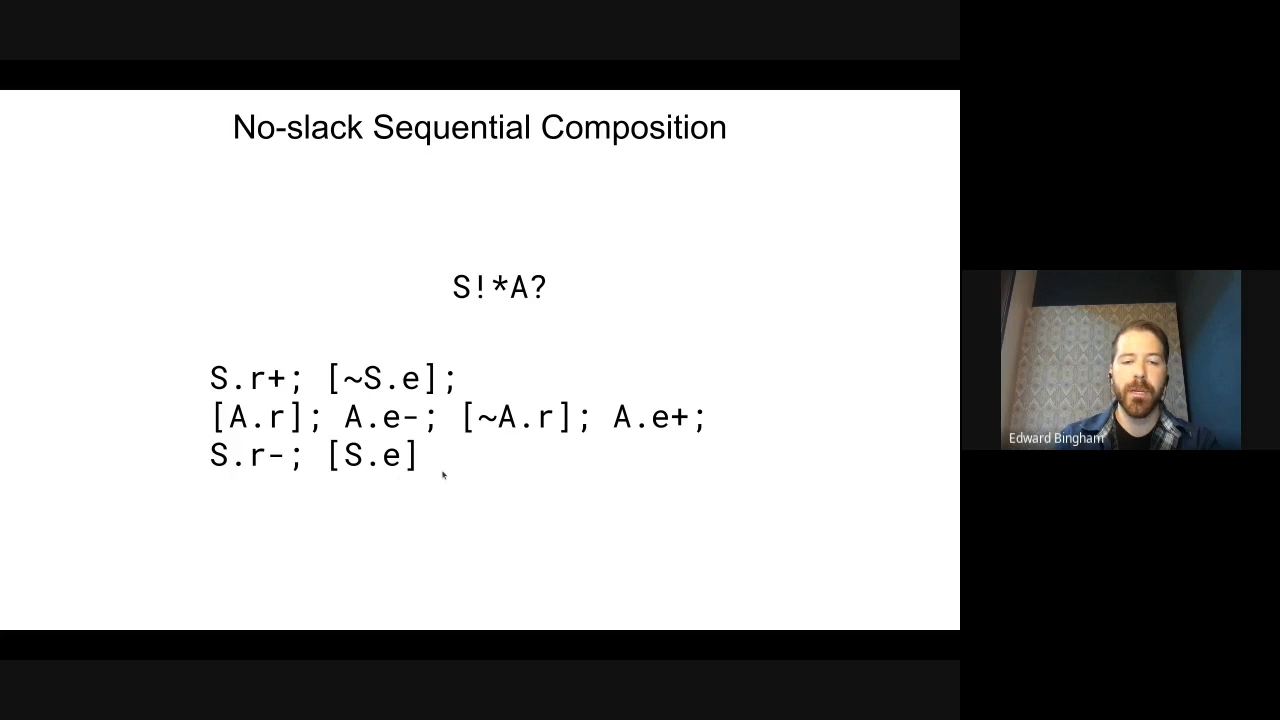 No-slack Sequential Composition
S!*A?
S.r+; [~S.e];
[A.r]; A.e-; [~A.r]; A.e+;
S.r-; [S.e]
Edward Bingham